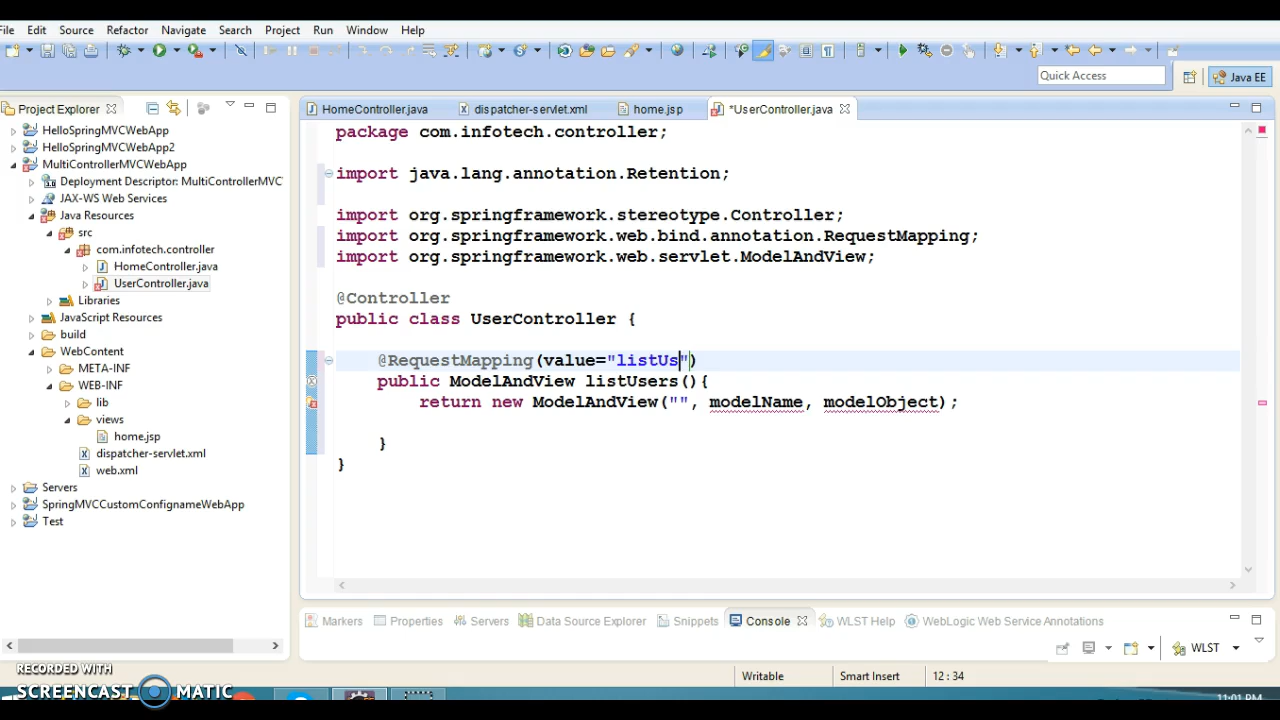 File Edit Source Refactor Navigate Search Project Run Window Help
Quick Access
Java EE
Project Explorer
HomeController.java
dispatcher-servlet.xml
home.jsp
*UserController.java
HelloSpringMVCWebApp
HelloSpringMVCWebApp2
MultiControllerMVCWebApp
Deployment Descriptor: MultiControllerMVC
JAX-WS Web Services
Java Resources
src
com.infotech.controller
HomeController.java
UserController.java
Libraries
JavaScript Resources
build
WebContent
META-INF
WEB-INF
lib
views
home.jsp
dispatcher-servlet.xml
web.xml
Servers
SpringMVCCustomConfignameWebApp
Test
package com.infotech.controller;
import java.lang.annotation.Retention;
import org.springframework.stereotype.Controller;
import org.springframework.web.bind.annotation.RequestMapping;
import org.springframework.web.servlet.ModelAndView;
@Controller
public class UserController {
@RequestMapping(value="listUs")
public ModelAndView listUsers(){
return new ModelAndView("", modelName, modelObject);
}
}
Markers Properties Servers Data Source Explorer Snippets Console WLST Help WebLogic Web Service Annotations
WLST
Writable Smart Insert 12 : 34
RECORDED WITH
SCREENCAST MATIC
11:01 PM